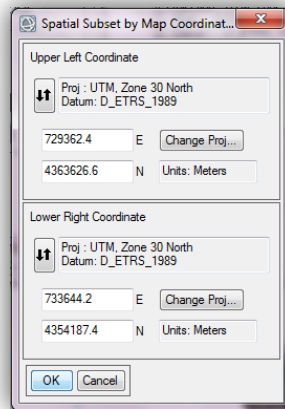 Spatial Subset by Map Coordinat...
Upper Left Coordinate
Proj : UTM, Zone 30 North
Datum: D_ETRS_1989
729362.4 E Change Proj...
4363626.6 N Units: Meters
Lower Right Coordinate
Proj : UTM, Zone 30 North
Datum: D_ETRS_1989
733644.2 E Change Proj...
4354187.4 N Units: Meters
OK Cancel